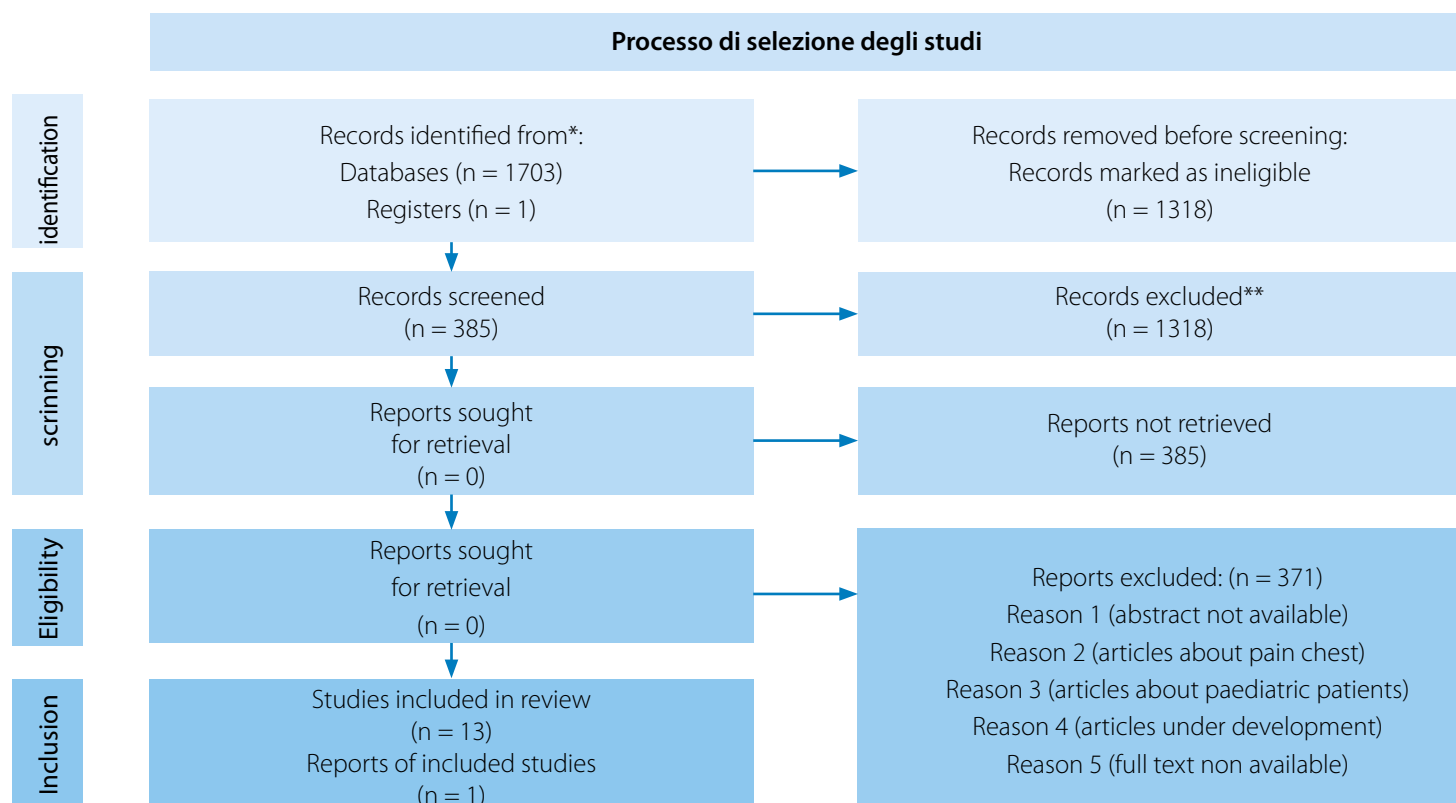 Processo di selezione degli studi
identification
Records identified from*:
Databases (n = 1703)
Registers (n = 1)
Records removed before screening:
Records marked as ineligible
(n = 1318)
scrinning
Records screened
(n = 385)
Records excluded**
(n = 1318)
Reports sought
for retrieval
(n = 0)
Reports not retrieved
(n = 385)
Eligibility
Reports sought
for retrieval
(n = 0)
Reports excluded: (n = 371)
Reason 1 (abstract not available)
Reason 2 (articles about pain chest)
Reason 3 (articles about paediatric patients)
Reason 4 (articles under development)
Reason 5 (full text non available)
Inclusion
Studies included in review
(n = 13)
Reports of included studies
(n = 1)